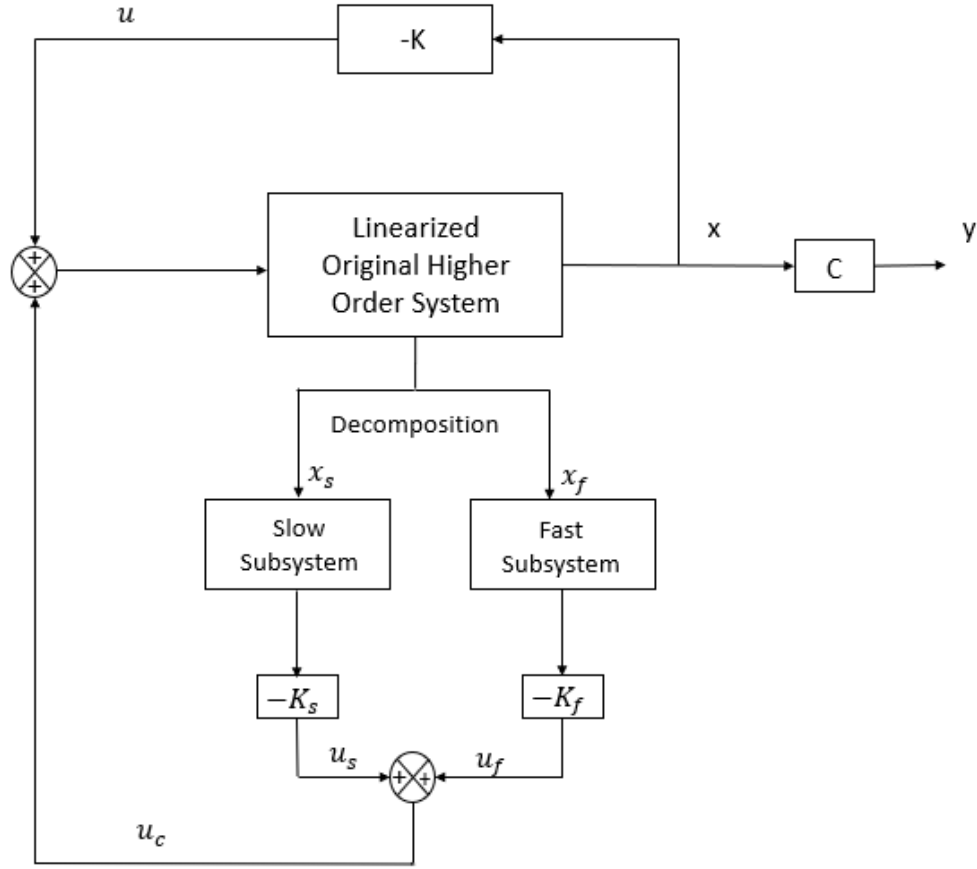 u
-K
+
+
Linearized
Original Higher
Order System
x
C
y
Decomposition
x_s
x_f
Slow
Subsystem
Fast
Subsystem
−K_s
−K_f
u_s
+ +
u_f
u_c